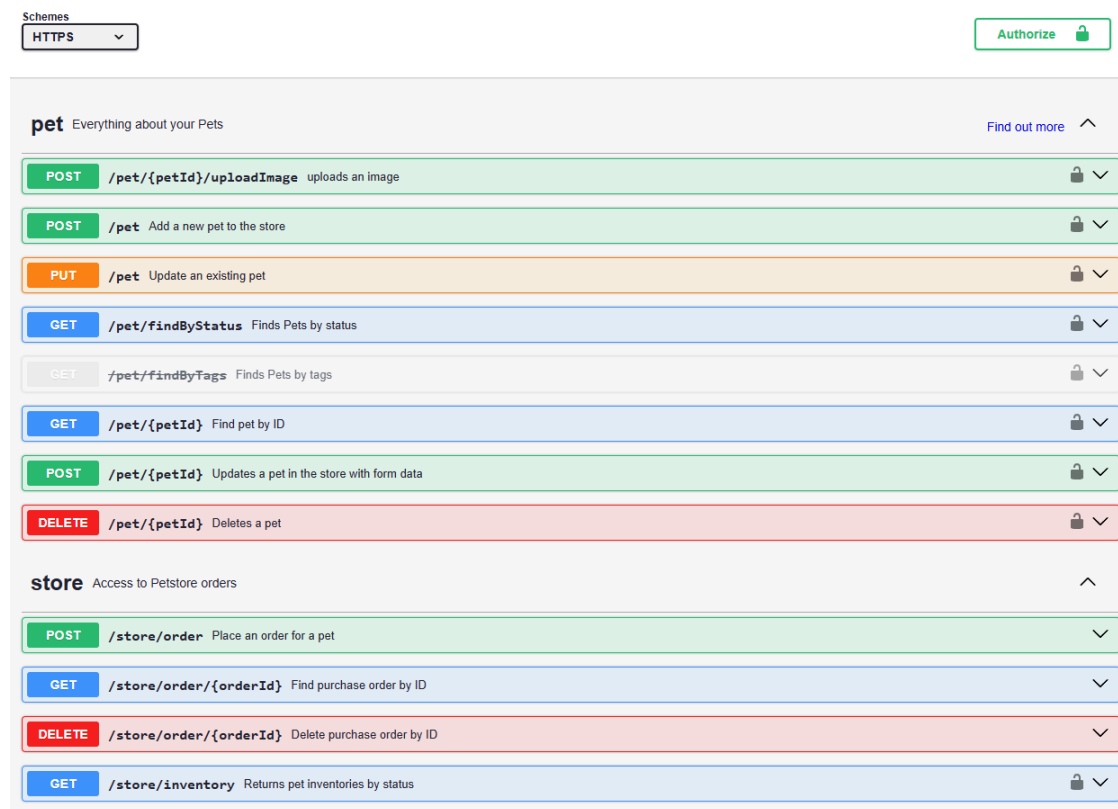 Schemes
HTTPS
Authorize
pet Everything about your Pets Find out more
POST /pet/{petId}/uploadImage uploads an image
POST /pet Add a new pet to the store
PUT /pet Update an existing pet
GET /pet/findByStatus Finds Pets by status
GET /pet/findByTags Finds Pets by tags
GET /pet/{petId} Find pet by ID
POST /pet/{petId} Updates a pet in the store with form data
DELETE /pet/{petId} Deletes a pet
store Access to Petstore orders
POST /store/order Place an order for a pet
GET /store/order/{orderId} Find purchase order by ID
DELETE /store/order/{orderId} Delete purchase order by ID
GET /store/inventory Returns pet inventories by status